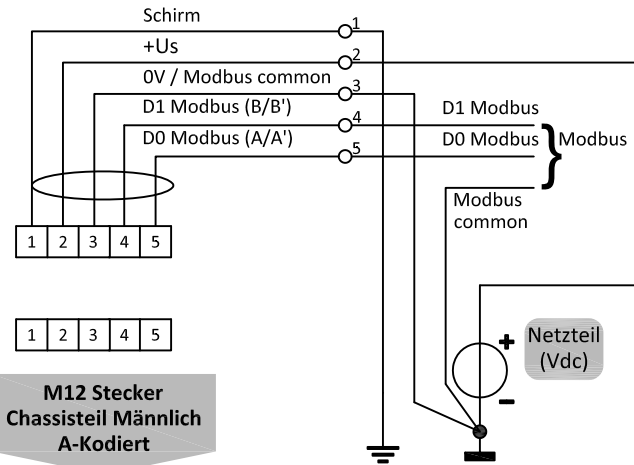 Schirm
1
+Us
2
0V / Modbus common
3
D1 Modbus (B/B')
4
D1 Modbus
D0 Modbus (A/A')
5
D0 Modbus
Modbus
Modbus
common
1 2 3 4 5
1 2 3 4 5
+
Netzteil
(Vdc)
−
M12 Stecker
Chassisteil Männlich
A-Kodiert